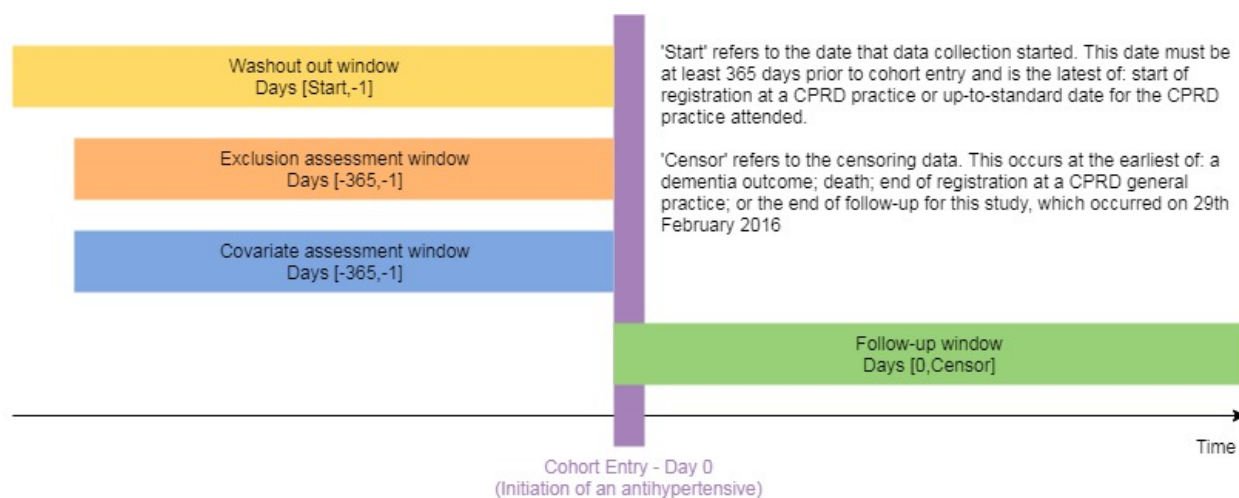 Washout out window
Days [Start,-1]
'Start' refers to the date that data collection started. This date must be
at least 365 days prior to cohort entry and is the latest of: start of
registration at a CPRD practice or up-to-standard date for the CPRD
practice attended.
Exclusion assessment window
Days [-365,-1]
'Censor' refers to the censoring data. This occurs at the earliest of: a
dementia outcome; death; end of registration at a CPRD general
practice; or the end of follow-up for this study, which occurred on 29th
February 2016
Covariate assessment window
Days [-365,-1]
Follow-up window
Days [0,Censor]
Time
Cohort Entry - Day 0
(Initiation of an antihypertensive)